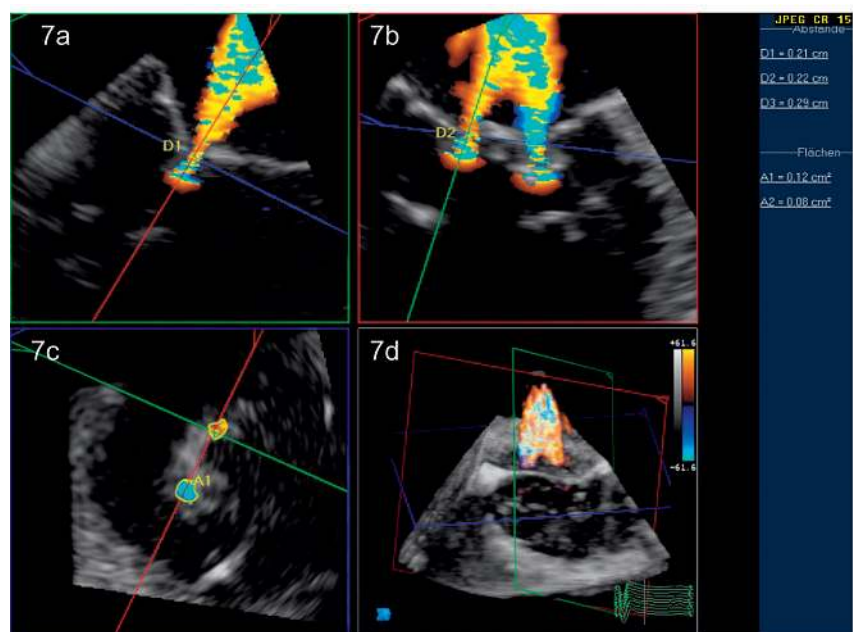 7a
7b
JPEG CR 15
Abstände
D1 = 0.21 cm
D2 = 0.22 cm
D3 = 0.29 cm
Flächen
A1 = 0.12 cm²
A2 = 0.08 cm²
D1
D2
7c
7d
A1
+61.6
-61.6